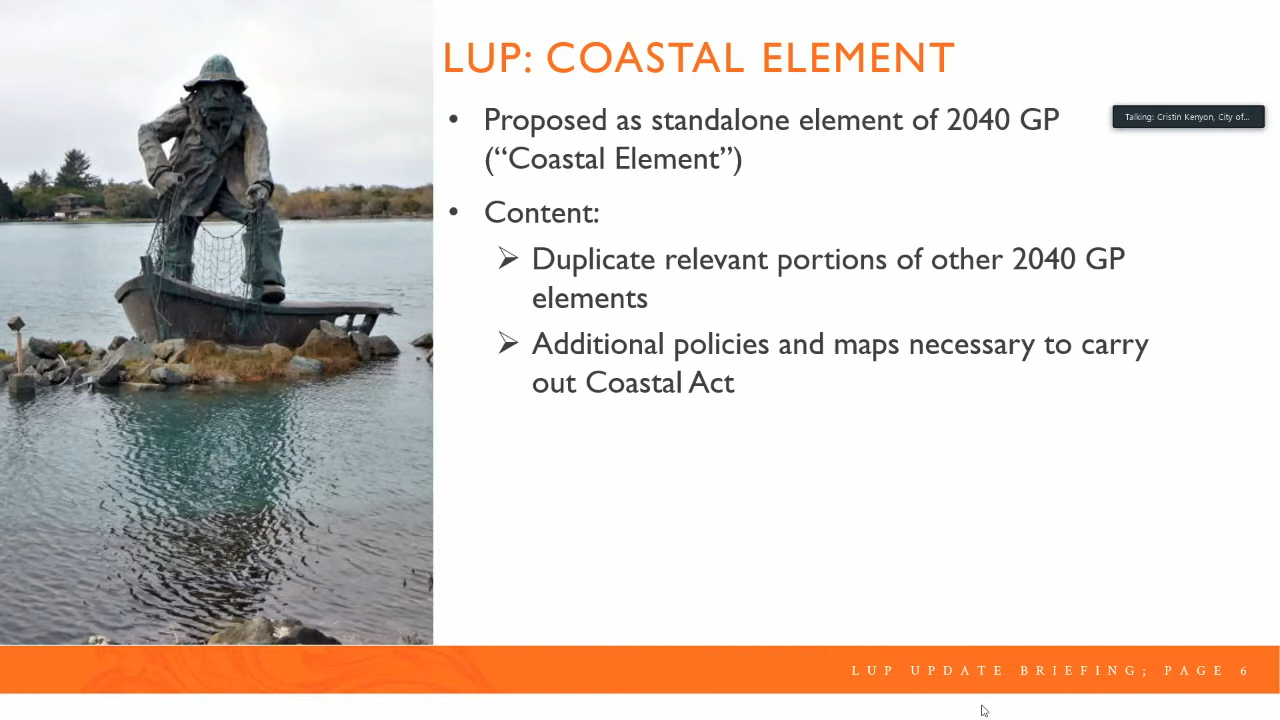 LUP: COASTAL ELEMENT
• Proposed as standalone element of 2040 GP
(“Coastal Element”)
Talking: Cristin Kenyon, City of...
• Content:
➢ Duplicate relevant portions of other 2040 GP
elements
➢ Additional policies and maps necessary to carry
out Coastal Act
LUP UPDATE BRIEFING; PAGE 6